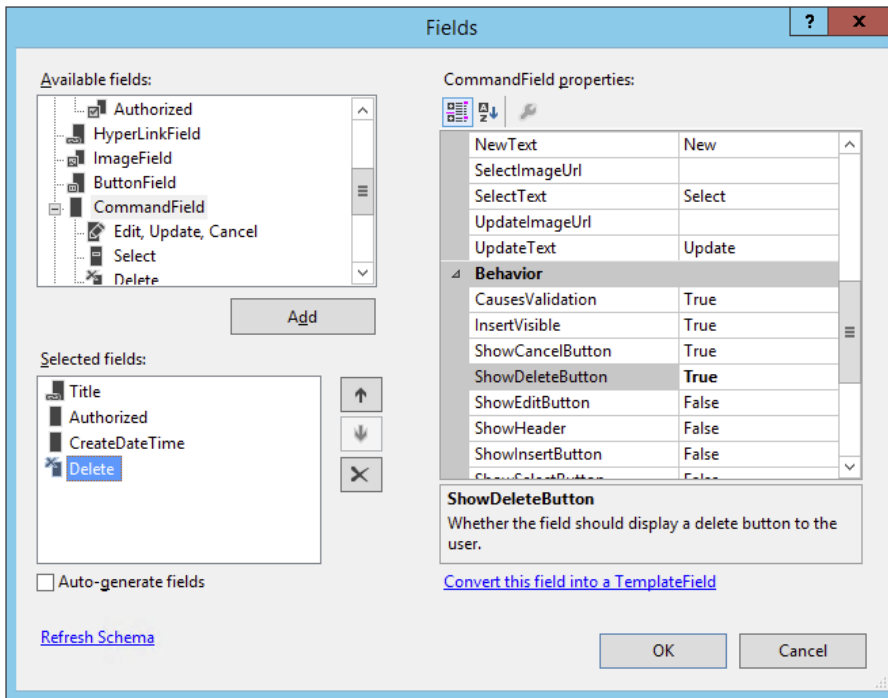 Fields
?
x
Available fields:
Authorized
HyperLinkField
ImageField
ButtonField
CommandField
Edit, Update, Cancel
Select
Delete
Add
Selected fields:
Title
Authorized
CreateDateTime
Delete
Auto-generate fields
Refresh Schema
CommandField properties:
NewText New
SelectImageUrl
SelectText Select
UpdateImageUrl
UpdateText Update
Behavior
CausesValidation True
InsertVisible True
ShowCancelButton True
ShowDeleteButton True
ShowEditButton False
ShowHeader False
ShowInsertButton False
ShowSelectButton False
ShowDeleteButton
Whether the field should display a delete button to the
user.
Convert this field into a TemplateField
OK
Cancel